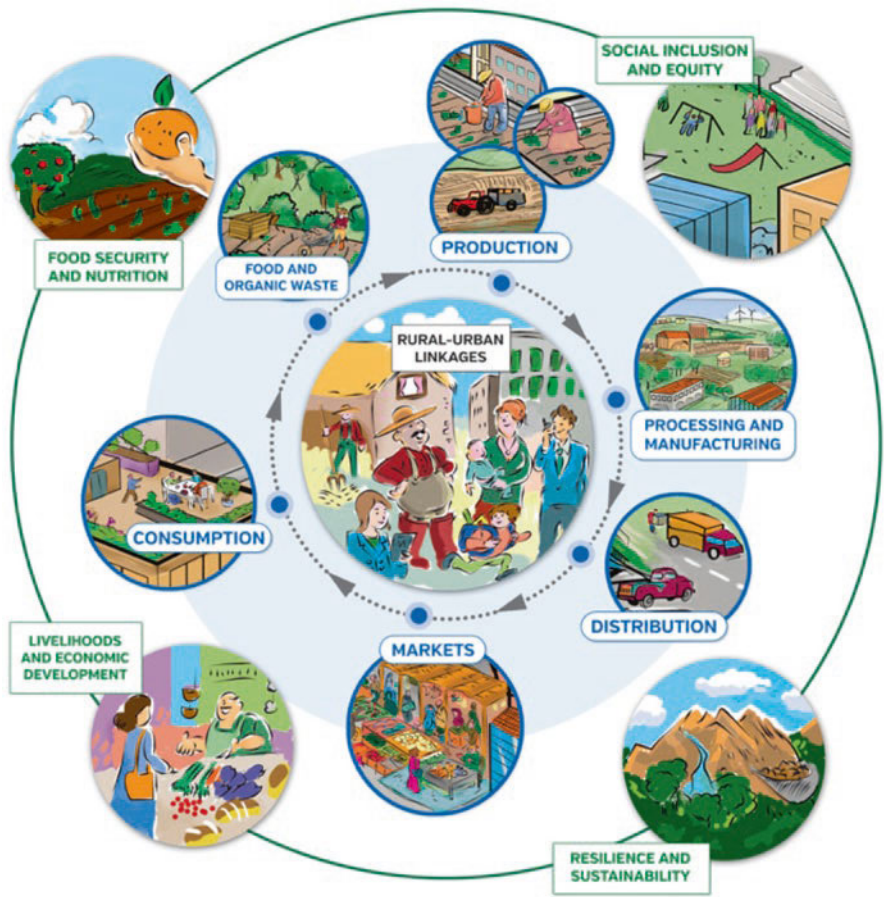 SOCIAL INCLUSION
AND EQUITY
PRODUCTION
FOOD SECURITY
AND NUTRITION
FOOD AND
ORGANIC WASTE
RURAL-URBAN
LINKAGES
PROCESSING AND
MANUFACTURING
CONSUMPTION
DISTRIBUTION
LIVELIHOODS
AND ECONOMIC
DEVELOPMENT
MARKETS
RESILIENCE AND
SUSTAINABILITY